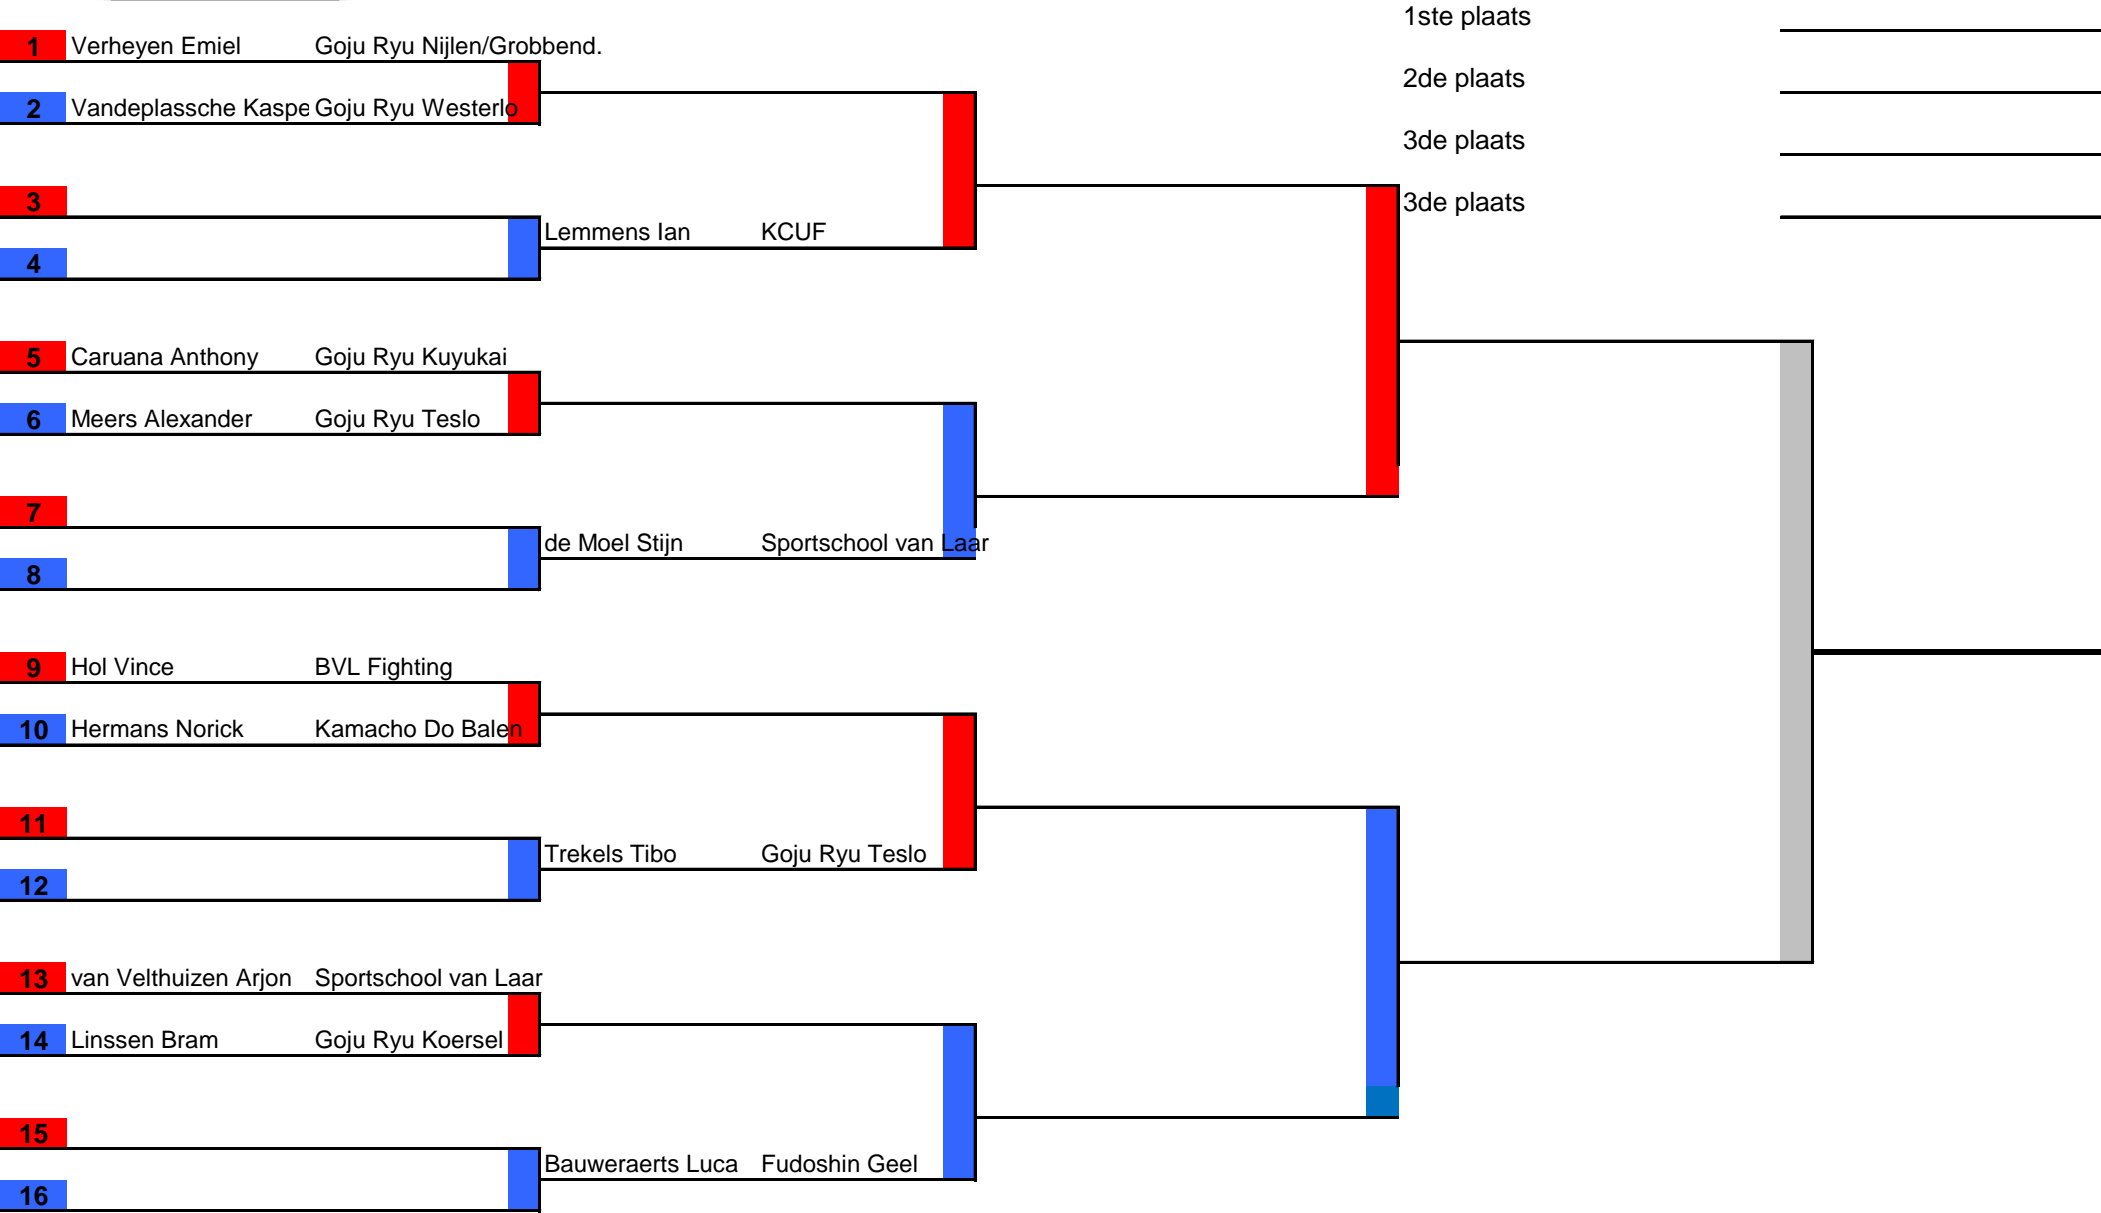 1ste plaats
1 Verheyen Emiel Goju Ryu Nijlen/Grobbend.
2de plaats
2 Vandeplassche Kaspe Goju Ryu Westerlo
3de plaats
3
3de plaats
Lemmens Ian KCUF
4
5 Caruana Anthony Goju Ryu Kuyukai
6 Meers Alexander Goju Ryu Teslo
7
de Moel Stijn Sportschool van Laar
8
9 Hol Vince BVL Fighting
10 Hermans Norick Kamacho Do Balen
11
Trekels Tibo Goju Ryu Teslo
12
13 van Velthuizen Arjon Sportschool van Laar
14 Linssen Bram Goju Ryu Koersel
15
Bauweraerts Luca Fudoshin Geel
16